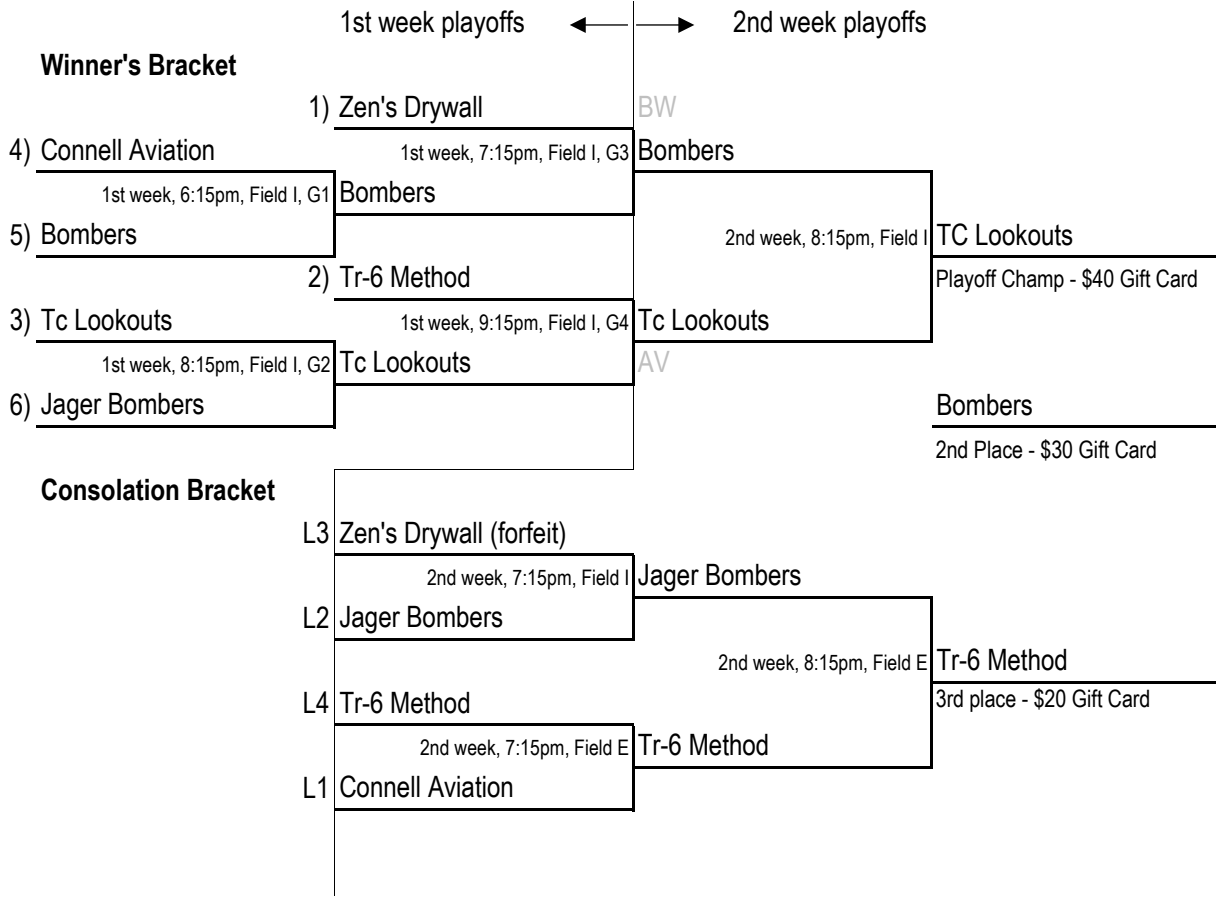 1st week playoffs
2nd week playoffs
Winner's Bracket
1) Zen's Drywall
BW
4) Connell Aviation
1st week, 7:15pm, Field I, G3
Bombers
1st week, 6:15pm, Field I, G1
Bombers
5) Bombers
2nd week, 8:15pm, Field I
TC Lookouts
2) Tr-6 Method
Playoff Champ - $40 Gift Card
3) Tc Lookouts
1st week, 9:15pm, Field I, G4
Tc Lookouts
1st week, 8:15pm, Field I, G2
Tc Lookouts
AV
6) Jager Bombers
Bombers
2nd Place - $30 Gift Card
Consolation Bracket
L3 Zen's Drywall (forfeit)
2nd week, 7:15pm, Field I
Jager Bombers
L2 Jager Bombers
2nd week, 8:15pm, Field E
Tr-6 Method
L4 Tr-6 Method
3rd place - $20 Gift Card
2nd week, 7:15pm, Field E
Tr-6 Method
L1 Connell Aviation